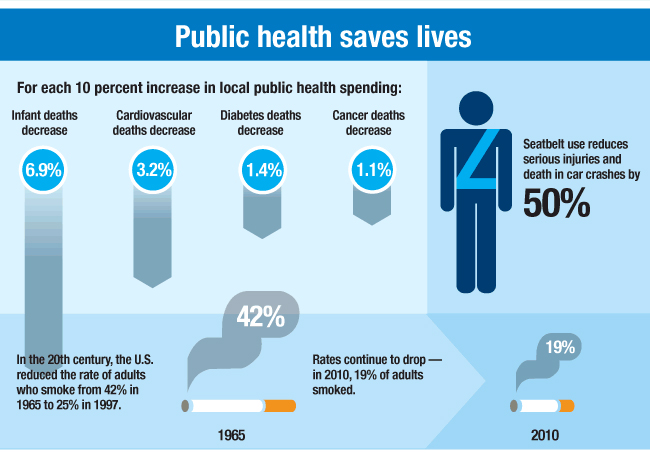 Public health saves lives
For each 10 percent increase in local public health spending:
Infant deaths
decrease
6.9%
Cardiovascular
deaths decrease
3.2%
Diabetes deaths
decrease
1.4%
Cancer deaths
decrease
1.1%
Seatbelt use reduces
serious injuries and
death in car crashes by
50%
In the 20th century, the U.S.
reduced the rate of adults
who smoke from 42% in
1965 to 25% in 1997.
42%
1965
Rates continue to drop —
in 2010, 19% of adults
smoked.
19%
2010